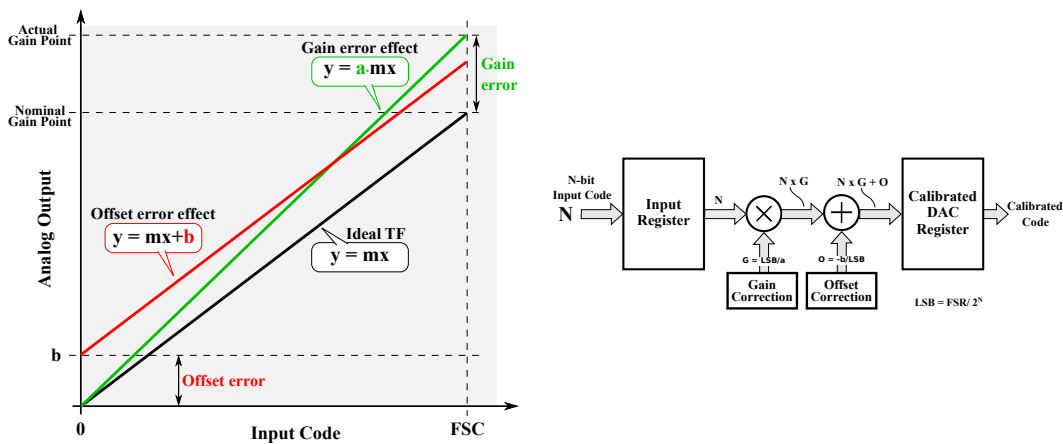 Actual
Gain Point
Gain error effect
y = a·mx
Gain
error
Nominal
Gain Point
Analog Output
Offset error effect
y = mx+b
Ideal TF
y = mx
b
Offset error
0
Input Code
FSC
N-bit
Input Code
N
Input
Register
N
N x G
N x G + O
Calibrated
DAC
Register
Calibrated
Code
G = LSB/a
O = -b/LSB
Gain
Correction
Offset
Correction
LSB = FSR/ 2ᴺ